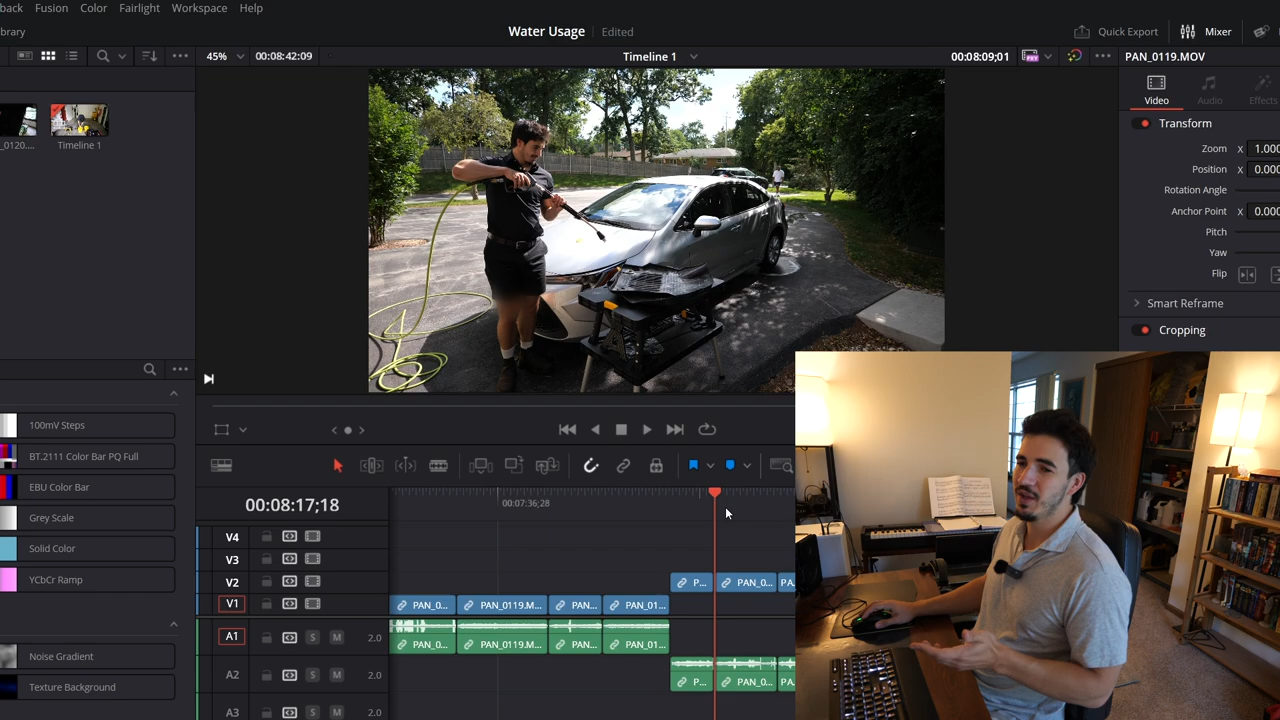 back Fusion Color Fairlight Workspace Help
brary
Water Usage Edited
Quick Export Mixer
45% 00:08:42:09 Timeline 1 00:08:09;01 PAN_0119.MOV
Video Audio Effects
Transform
Zoom X 1.000
Position X 0.000
Rotation Angle
Anchor Point X 0.000
Pitch
Yaw
Flip
Smart Reframe
Cropping
_0120.... Timeline 1
100mV Steps
BT.2111 Color Bar PQ Full
EBU Color Bar
Grey Scale
Solid Color
YCbCr Ramp
Noise Gradient
Texture Background
00:08:17;18 00:07:36;28
V4
V3
V2 P... PAN_0... PA
V1 PAN_0... PAN_0119.M... PAN... PAN_01...
A1 S M 2.0 PAN_0... PAN_0119.M... PAN... PAN_01...
A2 S M 2.0 P... PAN_0... PA
A3 S M 2.0